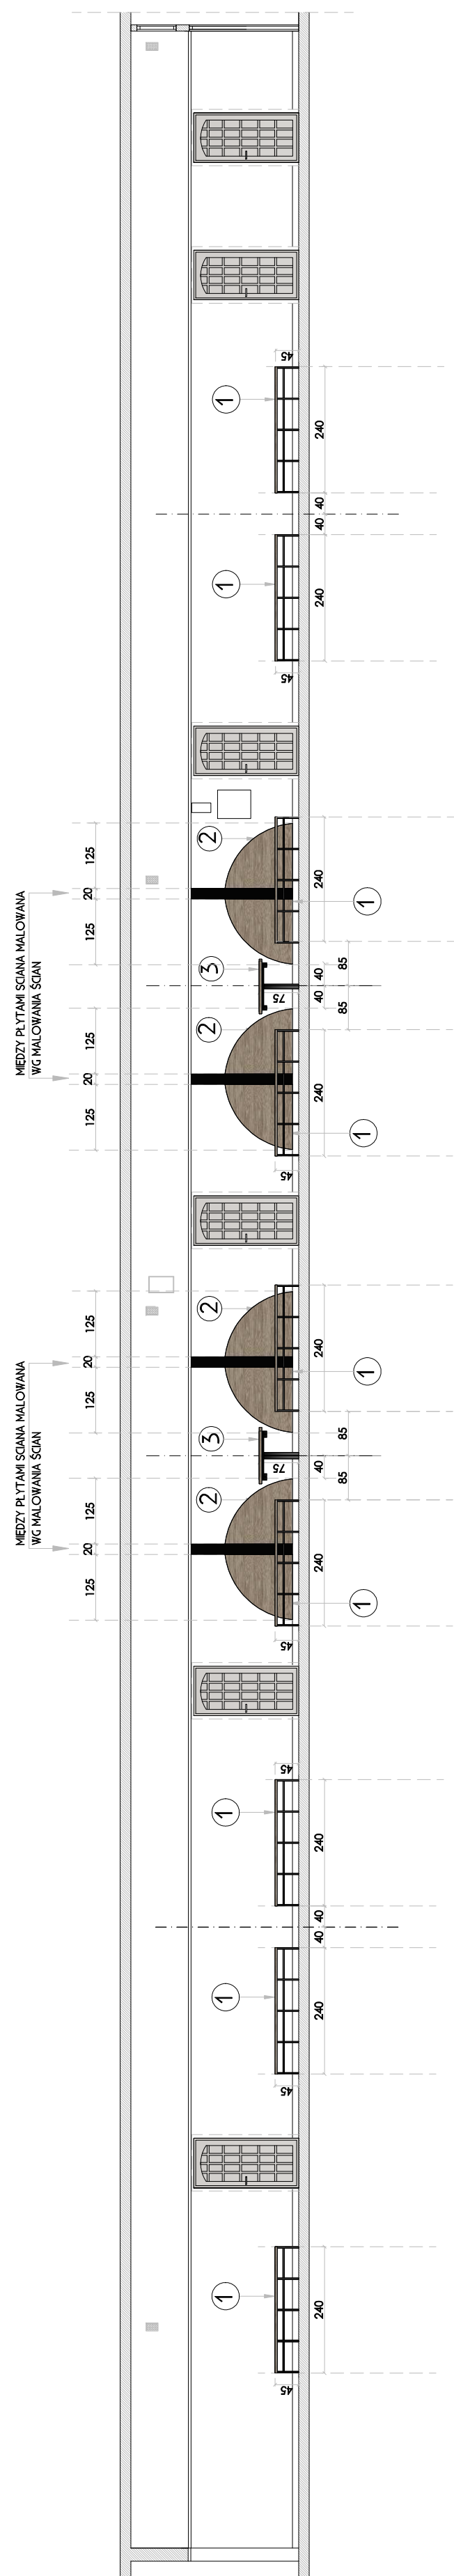 MIĘDZY PŁYTAMI SCIANA MALOWANA
WG MALOWANIA ŚCIAN
MIĘDZY PŁYTAMI SCIANA MALOWANA
WG MALOWANIA ŚCIAN
125 20 125 125 20 125 125 20 125 125 20 125
1 1 1 2 3 2 2 3 2 1 1
75 75
45 45 45 45 45 45 45
240 240 40 40 240 240 40 240 240 40 40 240 240 40 40 240
85 85 85 85
1 1 1 1